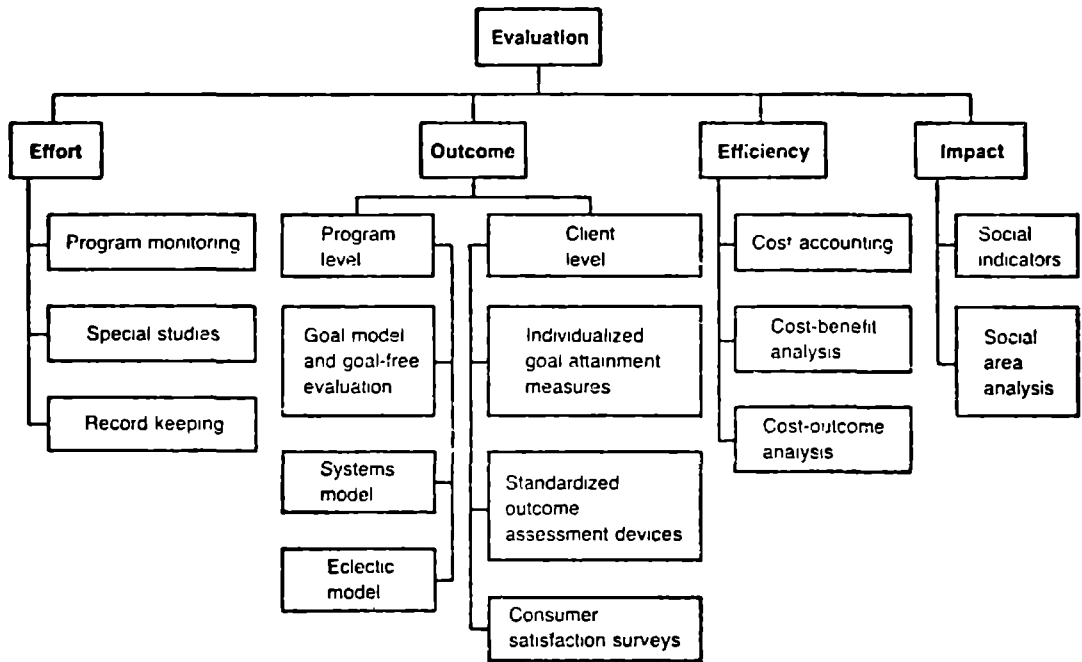 Evaluation
Effort
Outcome
Efficiency
Impact
Program monitoring
Special studies
Record keeping
Program
level
Goal model
and goal-free
evaluation
Systems
model
Eclectic
model
Client
level
Individualized
goal attainment
measures
Standardized
outcome
assessment devices
Consumer
satisfaction surveys
Cost accounting
Cost-benefit
analysis
Cost-outcome
analysis
Social
indicators
Social
area
analysis